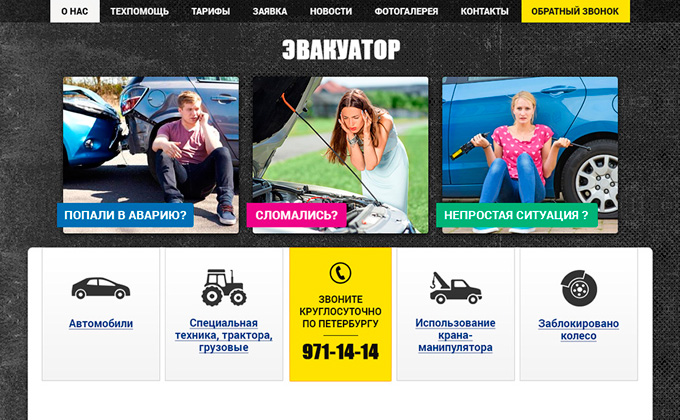 О НАС ТЕХПОМОЩЬ ТАРИФЫ ЗАЯВКА НОВОСТИ ФОТОГАЛЕРЕЯ КОНТАКТЫ ОБРАТНЫЙ ЗВОНОК
ЭВАКУАТОР
ПОПАЛИ В АВАРИЮ? СЛОМАЛИСЬ? НЕПРОСТАЯ СИТУАЦИЯ ?
Автомобили
Специальная
техника, трактора,
грузовые
ЗВОНИТЕ
КРУГЛОСУТОЧНО
ПО ПЕТЕРБУРГУ
971-14-14
Использование
крана-
манипулятора
Заблокировано
колесо